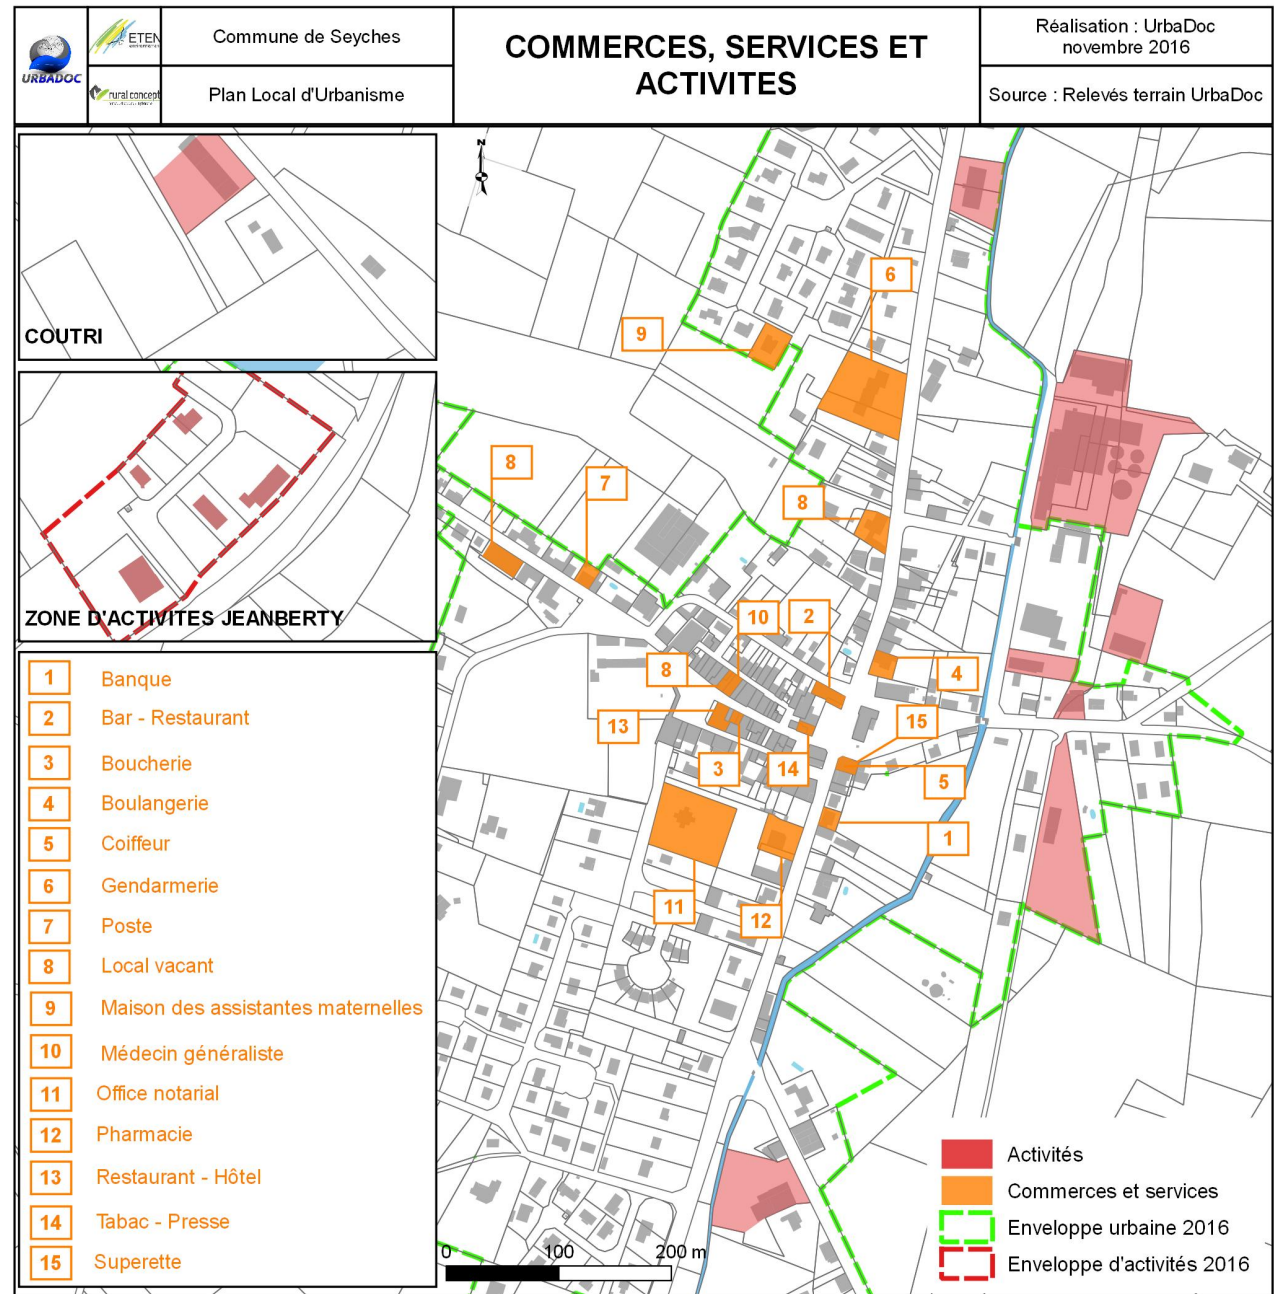 URBADOC
ETEN
environnement
rural concept
Commune de Seyches
Plan Local d'Urbanisme
COMMERCES, SERVICES ET
ACTIVITES
Réalisation : UrbaDoc
novembre 2016
Source : Relevés terrain UrbaDoc
COUTRI
ZONE D'ACTIVITES JEANBERTY
N
6
9
8
7
8
10
2
8
4
13
15
3
14
5
1
11
12
1 Banque
2 Bar - Restaurant
3 Boucherie
4 Boulangerie
5 Coiffeur
6 Gendarmerie
7 Poste
8 Local vacant
9 Maison des assistantes maternelles
10 Médecin généraliste
11 Office notarial
12 Pharmacie
13 Restaurant - Hôtel
14 Tabac - Presse
15 Superette
0 100 200 m
Activités
Commerces et services
Enveloppe urbaine 2016
Enveloppe d'activités 2016